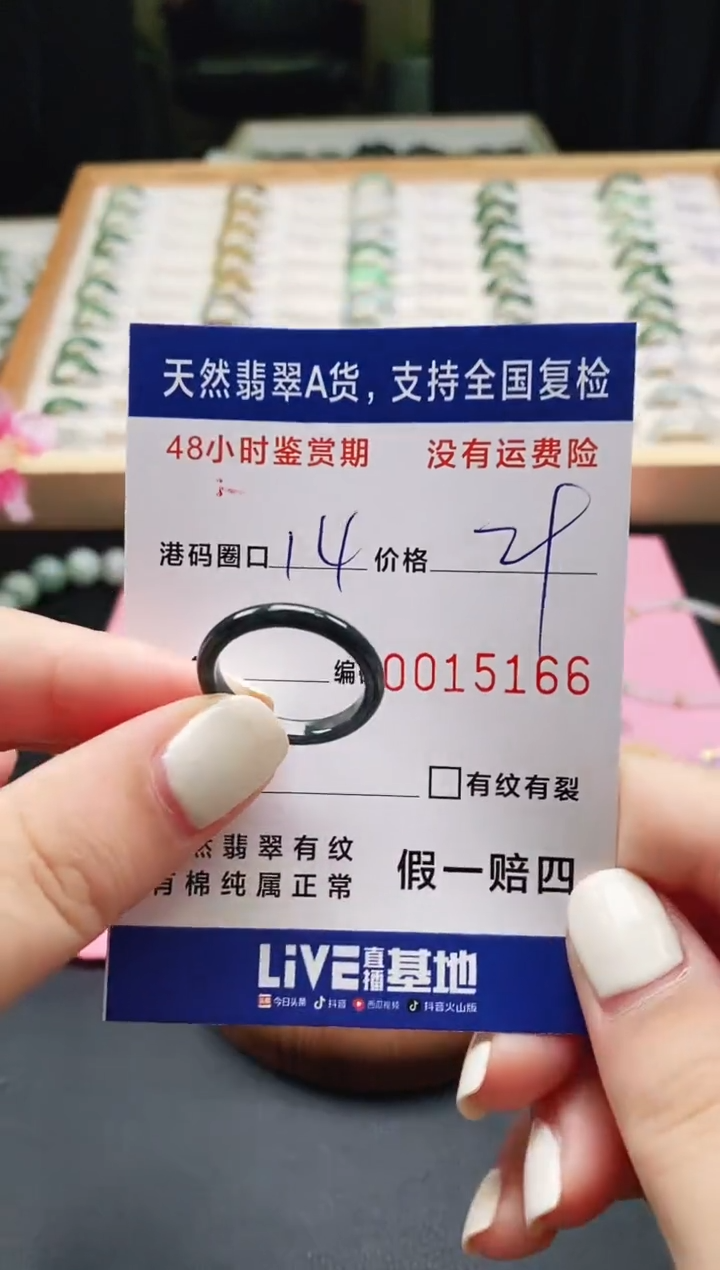 天然翡翠A货，支持全国复检
48小时鉴赏期 没有运费险
港码圈口 14 价格
编 0015166
□有纹有裂
然翡翠有纹
有棉纯属正常 假一赔四
LiVE直播基地
今日头条 抖音 西瓜视频 抖音火山版